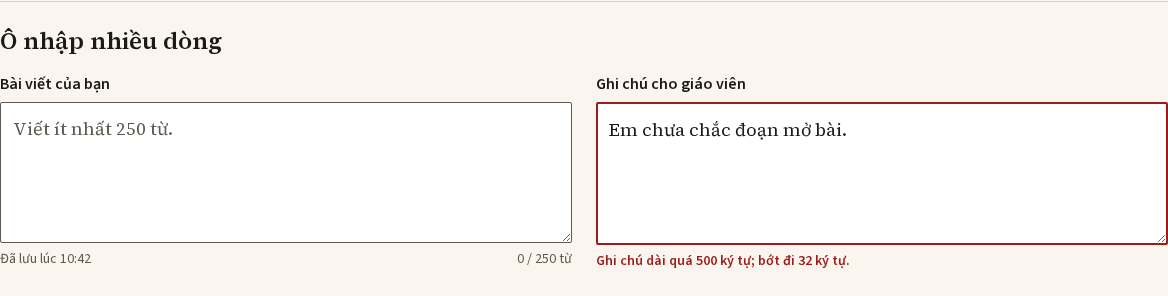 Ô nhập nhiều dòng
Bài viết của bạn
Viết ít nhất 250 từ.
Đã lưu lúc 10:42
0 / 250 từ
Ghi chú cho giáo viên
Em chưa chắc đoạn mở bài.
Ghi chú dài quá 500 ký tự; bớt đi 32 ký tự.